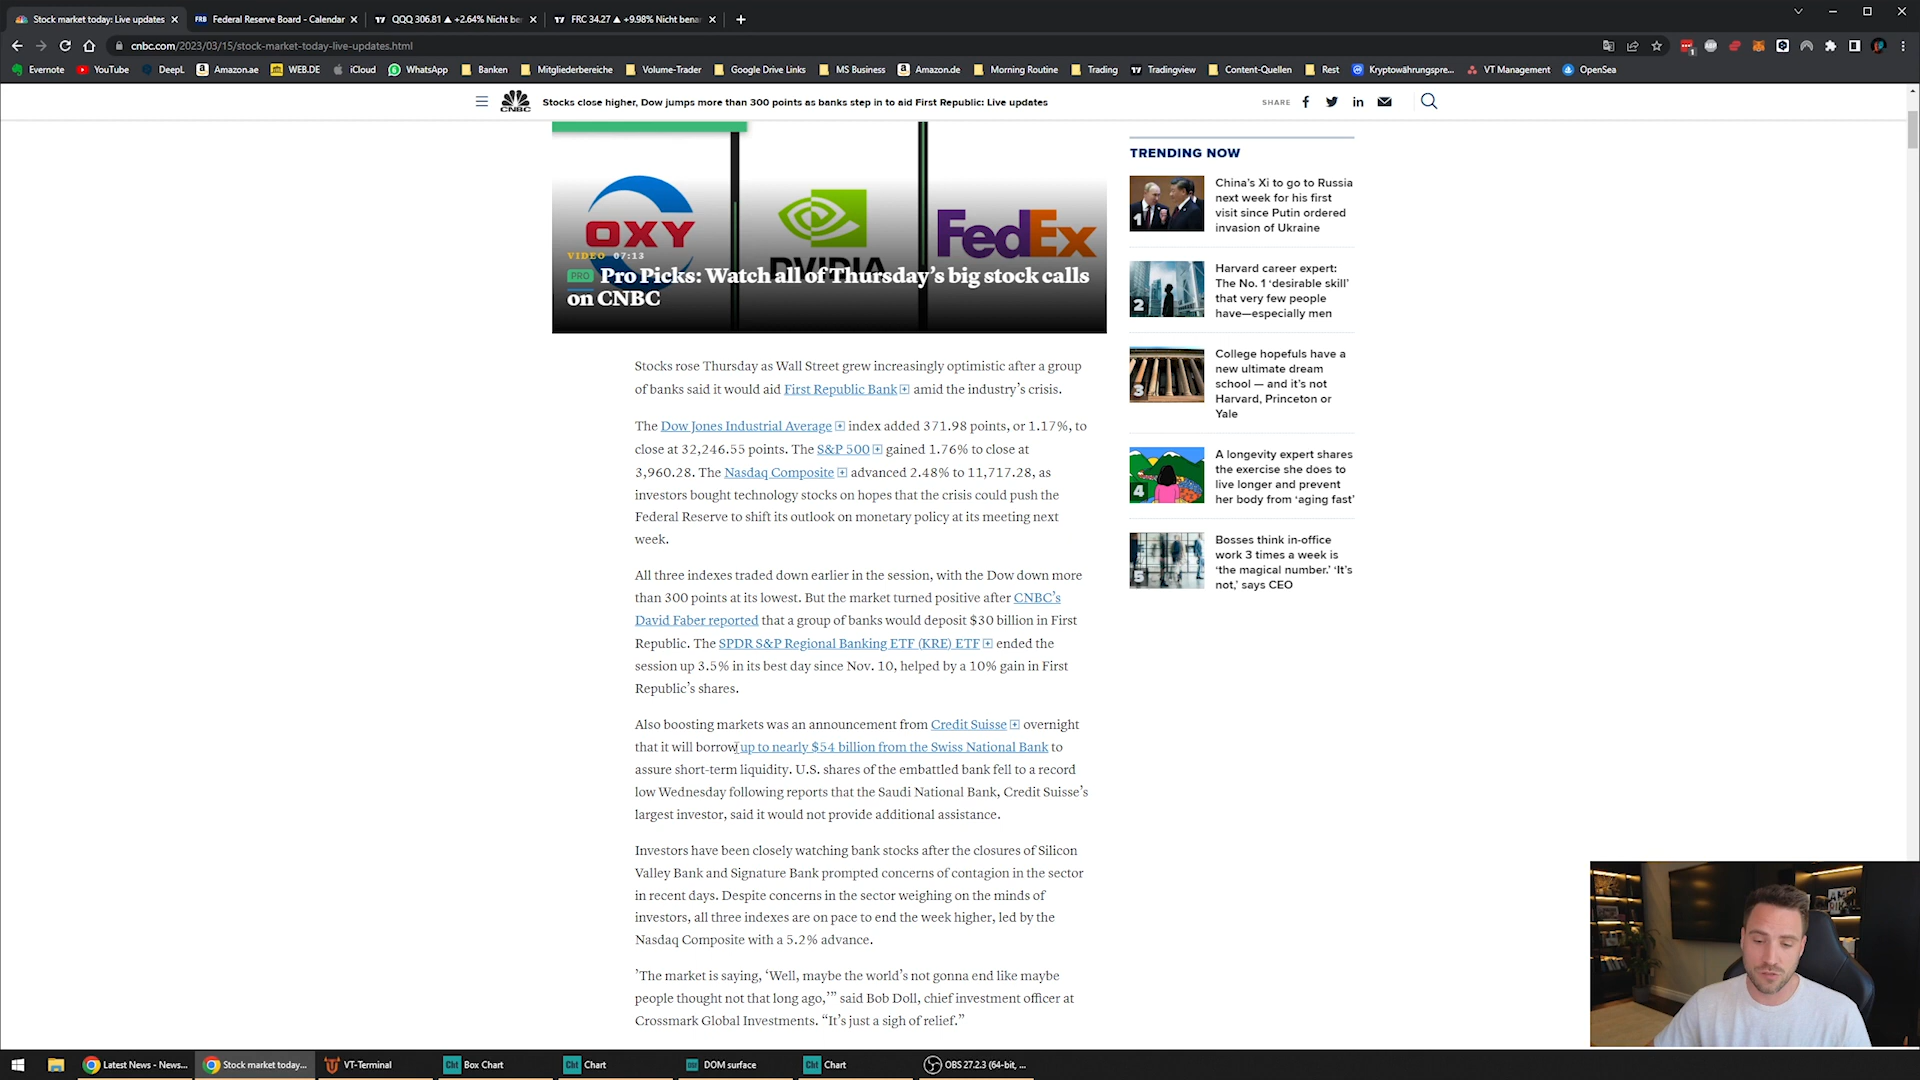 Stock market today: Live updates
Federal Reserve Board - Calendar
QQQ 306.81 ▲ +2.64% Nicht be
FRC 34.27 ▲ +9.98% Nicht bena
cnbc.com/2023/03/15/stock-market-today-live-updates.html
Evernote YouTube DeepL Amazon.ae WEB.DE iCloud WhatsApp Banken Mitgliederbereiche Volume-Trader Google Drive Links MS Business Amazon.de Morning Routine Trading Tradingview Content-Quellen Rest Kryptowährungspre... VT Management OpenSea
CNBC
Stocks close higher, Dow jumps more than 300 points as banks step in to aid First Republic: Live updates
SHARE
OXY
NVIDIA
FedEx
VIDEO 07:13
PRO Pro Picks: Watch all of Thursday’s big stock calls
on CNBC
Stocks rose Thursday as Wall Street grew increasingly optimistic after a group
of banks said it would aid First Republic Bank amid the industry’s crisis.
The Dow Jones Industrial Average index added 371.98 points, or 1.17%, to
close at 32,246.55 points. The S&P 500 gained 1.76% to close at
3,960.28. The Nasdaq Composite advanced 2.48% to 11,717.28, as
investors bought technology stocks on hopes that the crisis could push the
Federal Reserve to shift its outlook on monetary policy at its meeting next
week.
All three indexes traded down earlier in the session, with the Dow down more
than 300 points at its lowest. But the market turned positive after CNBC’s
David Faber reported that a group of banks would deposit $30 billion in First
Republic. The SPDR S&P Regional Banking ETF (KRE) ETF ended the
session up 3.5% in its best day since Nov. 10, helped by a 10% gain in First
Republic’s shares.
Also boosting markets was an announcement from Credit Suisse overnight
that it will borrow up to nearly $54 billion from the Swiss National Bank to
assure short-term liquidity. U.S. shares of the embattled bank fell to a record
low Wednesday following reports that the Saudi National Bank, Credit Suisse’s
largest investor, said it would not provide additional assistance.
Investors have been closely watching bank stocks after the closures of Silicon
Valley Bank and Signature Bank prompted concerns of contagion in the sector
in recent days. Despite concerns in the sector weighing on the minds of
investors, all three indexes are on pace to end the week higher, led by the
Nasdaq Composite with a 5.2% advance.
’The market is saying, ‘Well, maybe the world’s not gonna end like maybe
people thought not that long ago,’” said Bob Doll, chief investment officer at
Crossmark Global Investments. “It’s just a sigh of relief.”
TRENDING NOW
1
China’s Xi to go to Russia
next week for his first
visit since Putin ordered
invasion of Ukraine
2
Harvard career expert:
The No. 1 ‘desirable skill’
that very few people
have—especially men
3
College hopefuls have a
new ultimate dream
school — and it’s not
Harvard, Princeton or
Yale
4
A longevity expert shares
the exercise she does to
live longer and prevent
her body from ‘aging fast’
5
Bosses think in-office
work 3 times a week is
‘the magical number.’ ‘It’s
not,’ says CEO
Latest News - News...
Stock market today...
VT-Terminal
Cht Box Chart
Cht Chart
DOM surface
Cht Chart
OBS 27.2.3 (64-bit, ...